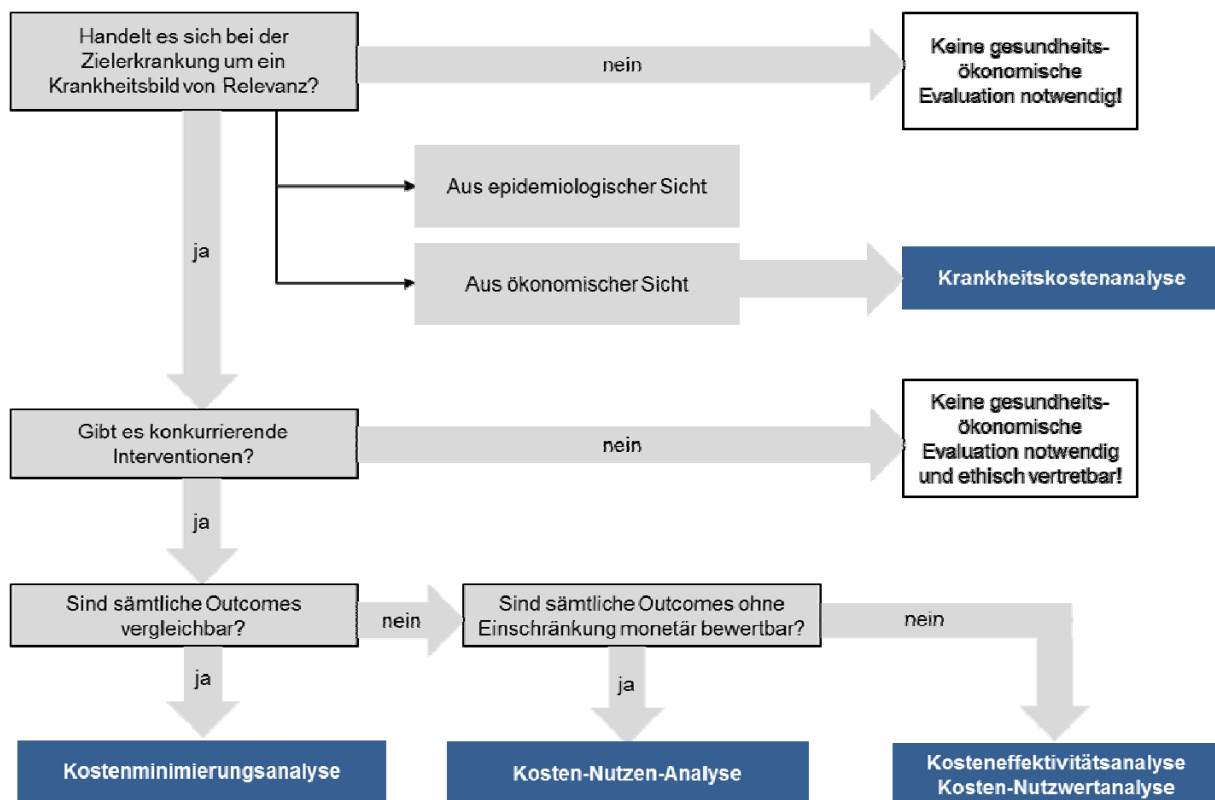 Handelt es sich bei der
Zielerkrankung um ein
Krankheitsbild von Relevanz?
nein
Keine gesundheits-
ökonomische
Evaluation notwendig!
Aus epidemiologischer Sicht
ja
Aus ökonomischer Sicht
Krankheitskostenanalyse
Gibt es konkurrierende
Interventionen?
nein
Keine gesundheits-
ökonomische
Evaluation notwendig
und ethisch vertretbar!
ja
Sind sämtliche Outcomes
vergleichbar?
nein
Sind sämtliche Outcomes ohne
Einschränkung monetär bewertbar?
nein
ja
ja
Kostenminimierungsanalyse
Kosten-Nutzen-Analyse
Kosteneffektivitätsanalyse
Kosten-Nutzwertanalyse